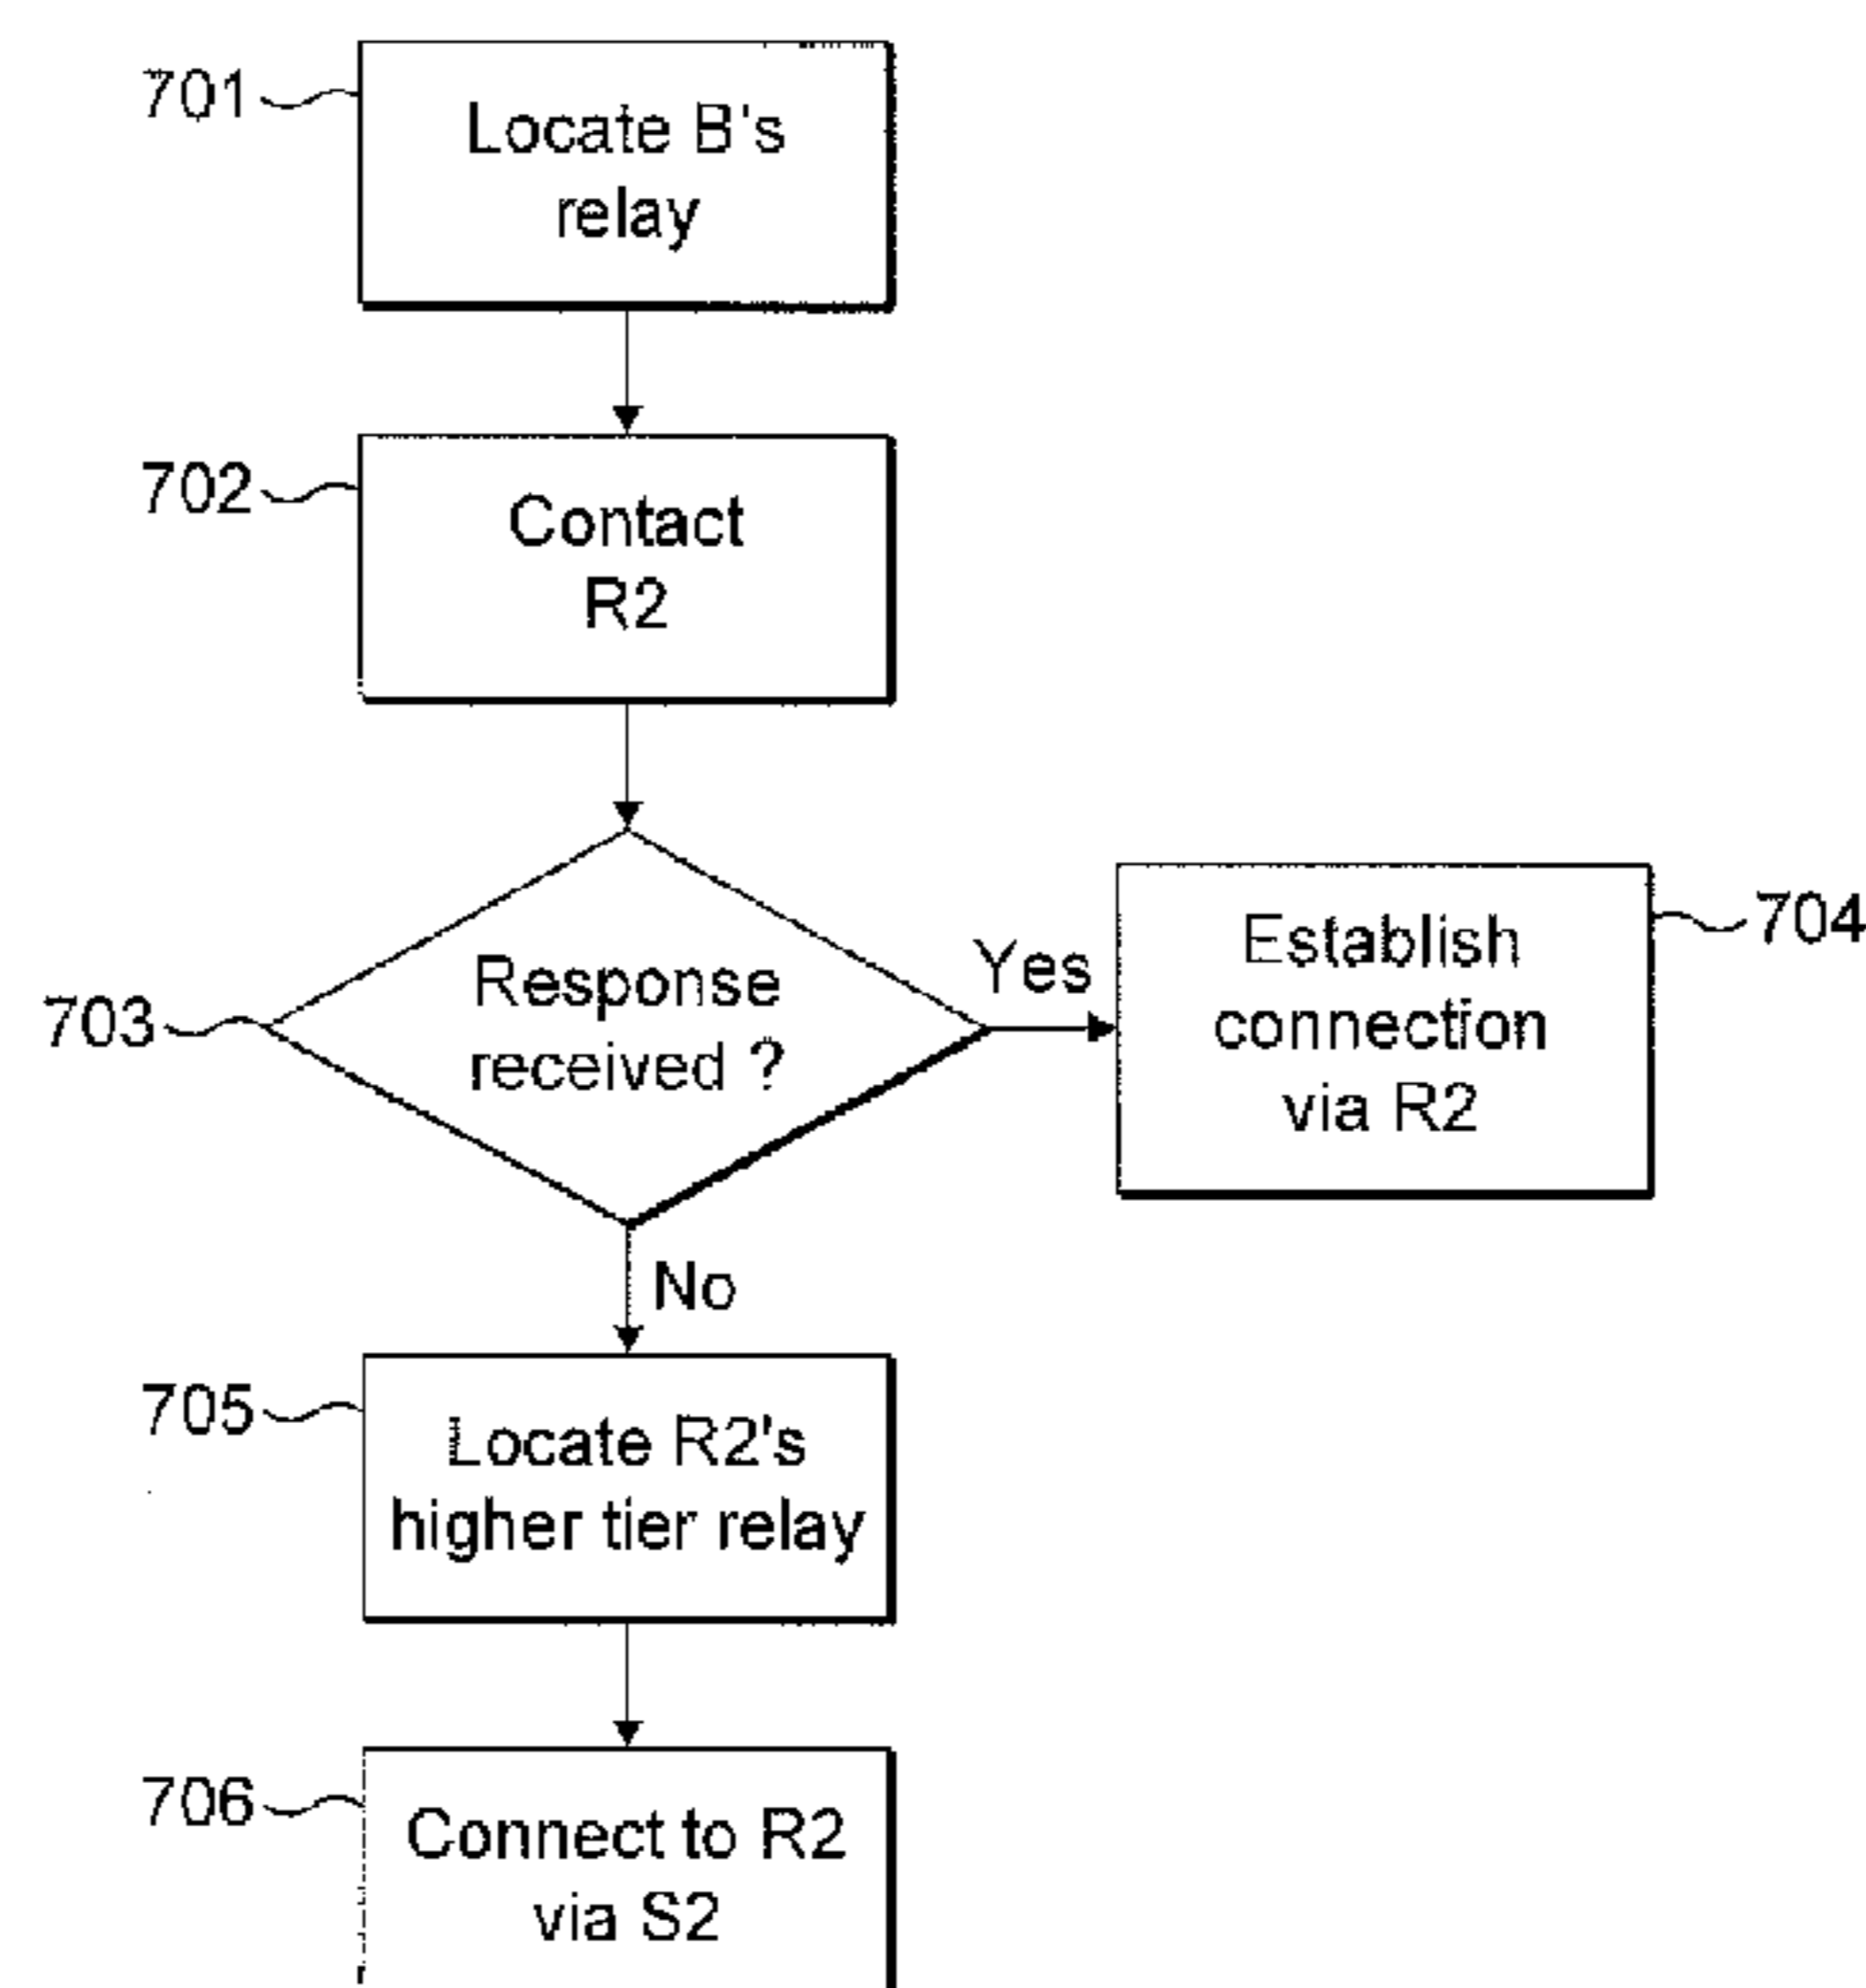 701
Locate B's
relay
702
Contact
R2
703
Response
received ?
Yes
Establish
connection
via R2
704
No
705
Locate R2's
higher tier relay
706
Connect to R2
via S2